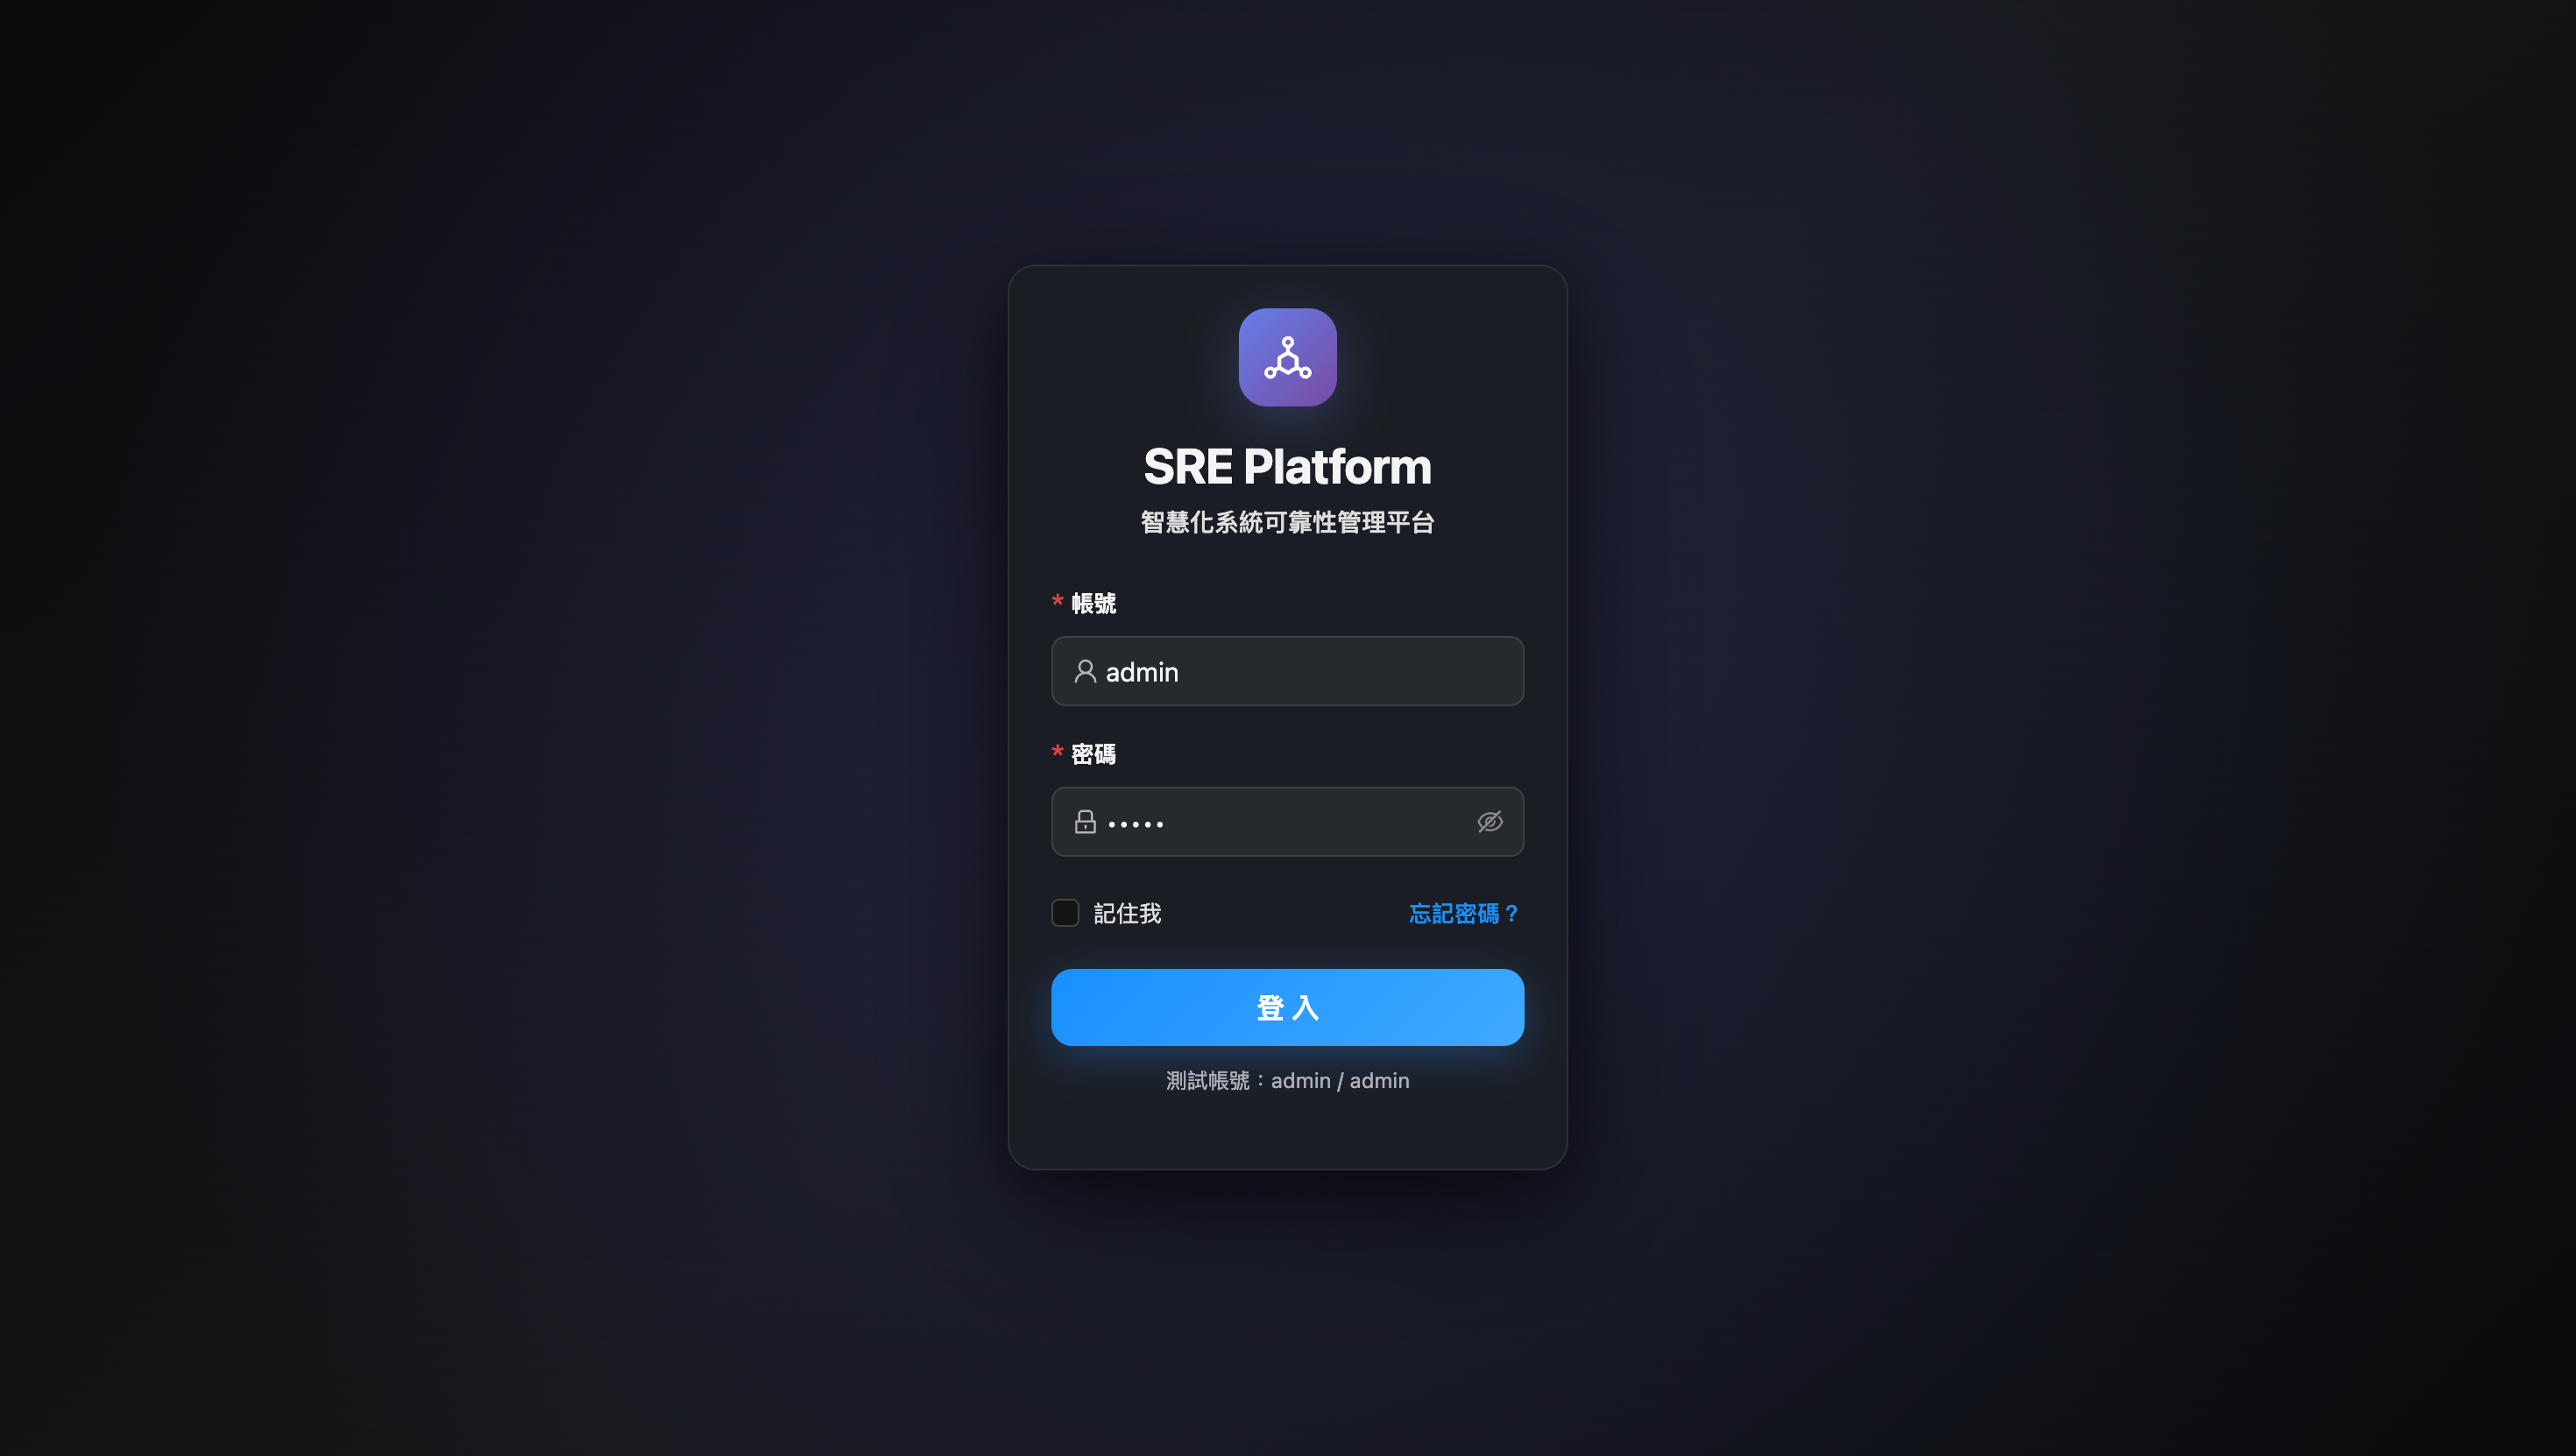 SRE Platform
智慧化系統可靠性管理平台
* 帳號
admin
* 密碼
•••••
記住我 忘記密碼？
登入
測試帳號：admin / admin